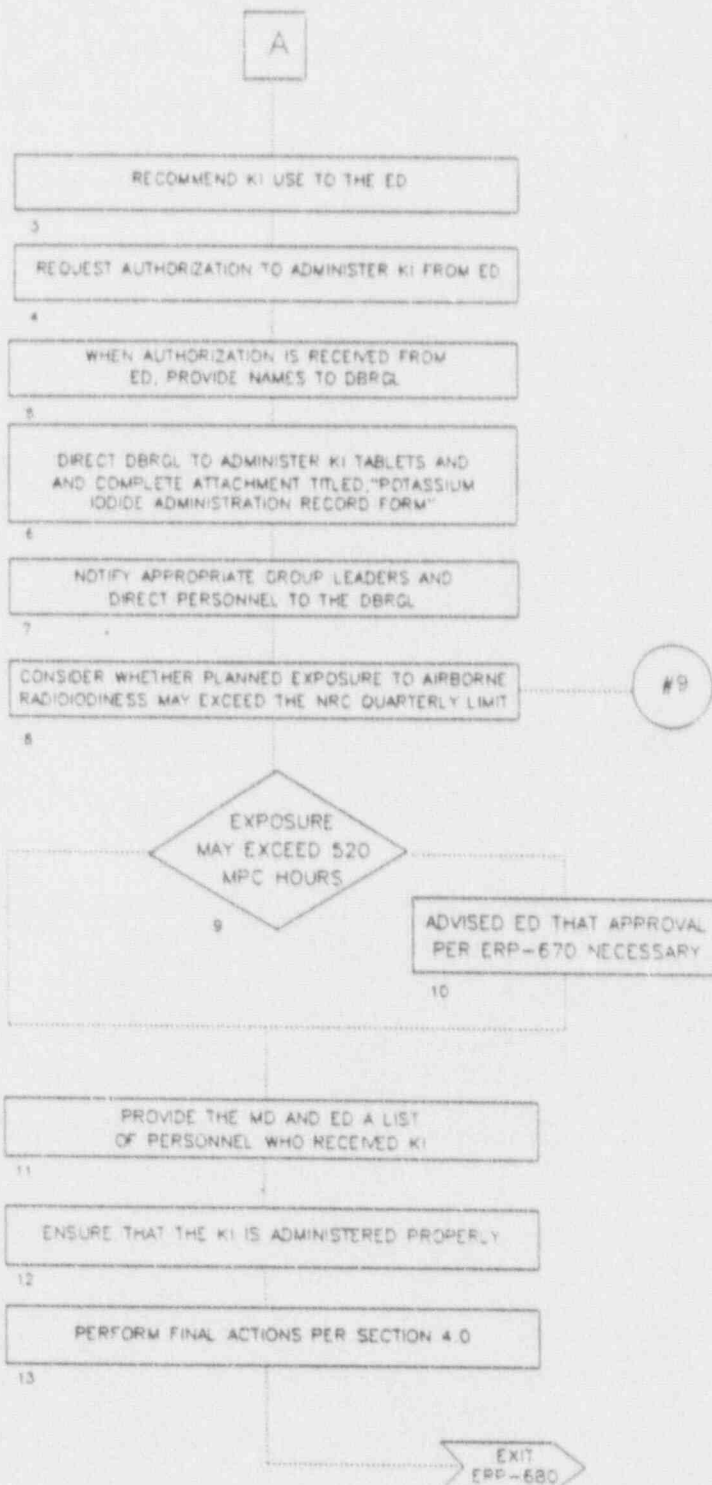 A
RECOMMEND KI USE TO THE ED
3
REQUEST AUTHORIZATION TO ADMINISTER KI FROM ED
4
WHEN AUTHORIZATION IS RECEIVED FROM
ED, PROVIDE NAMES TO DBRGL
5
DIRECT DBRGL TO ADMINISTER KI TABLETS AND
AND COMPLETE ATTACHMENT TITLED,"POTASSIUM
IODIDE ADMINISTRATION RECORD FORM"
6
NOTIFY APPROPRIATE GROUP LEADERS AND
DIRECT PERSONNEL TO THE DBRGL
7
CONSIDER WHETHER PLANNED EXPOSURE TO AIRBORNE
RADIOIODINESS MAY EXCEED THE NRC QUARTERLY LIMIT
#9
8
EXPOSURE
MAY EXCEED 520
MPC HOURS
9
ADVISED ED THAT APPROVAL
PER ERP-670 NECESSARY
10
PROVIDE THE MD AND ED A LIST
OF PERSONNEL WHO RECEIVED KI
11
ENSURE THAT THE KI IS ADMINISTERED PROPERLY
12
PERFORM FINAL ACTIONS PER SECTION 4.0
13
EXIT
ERP-680